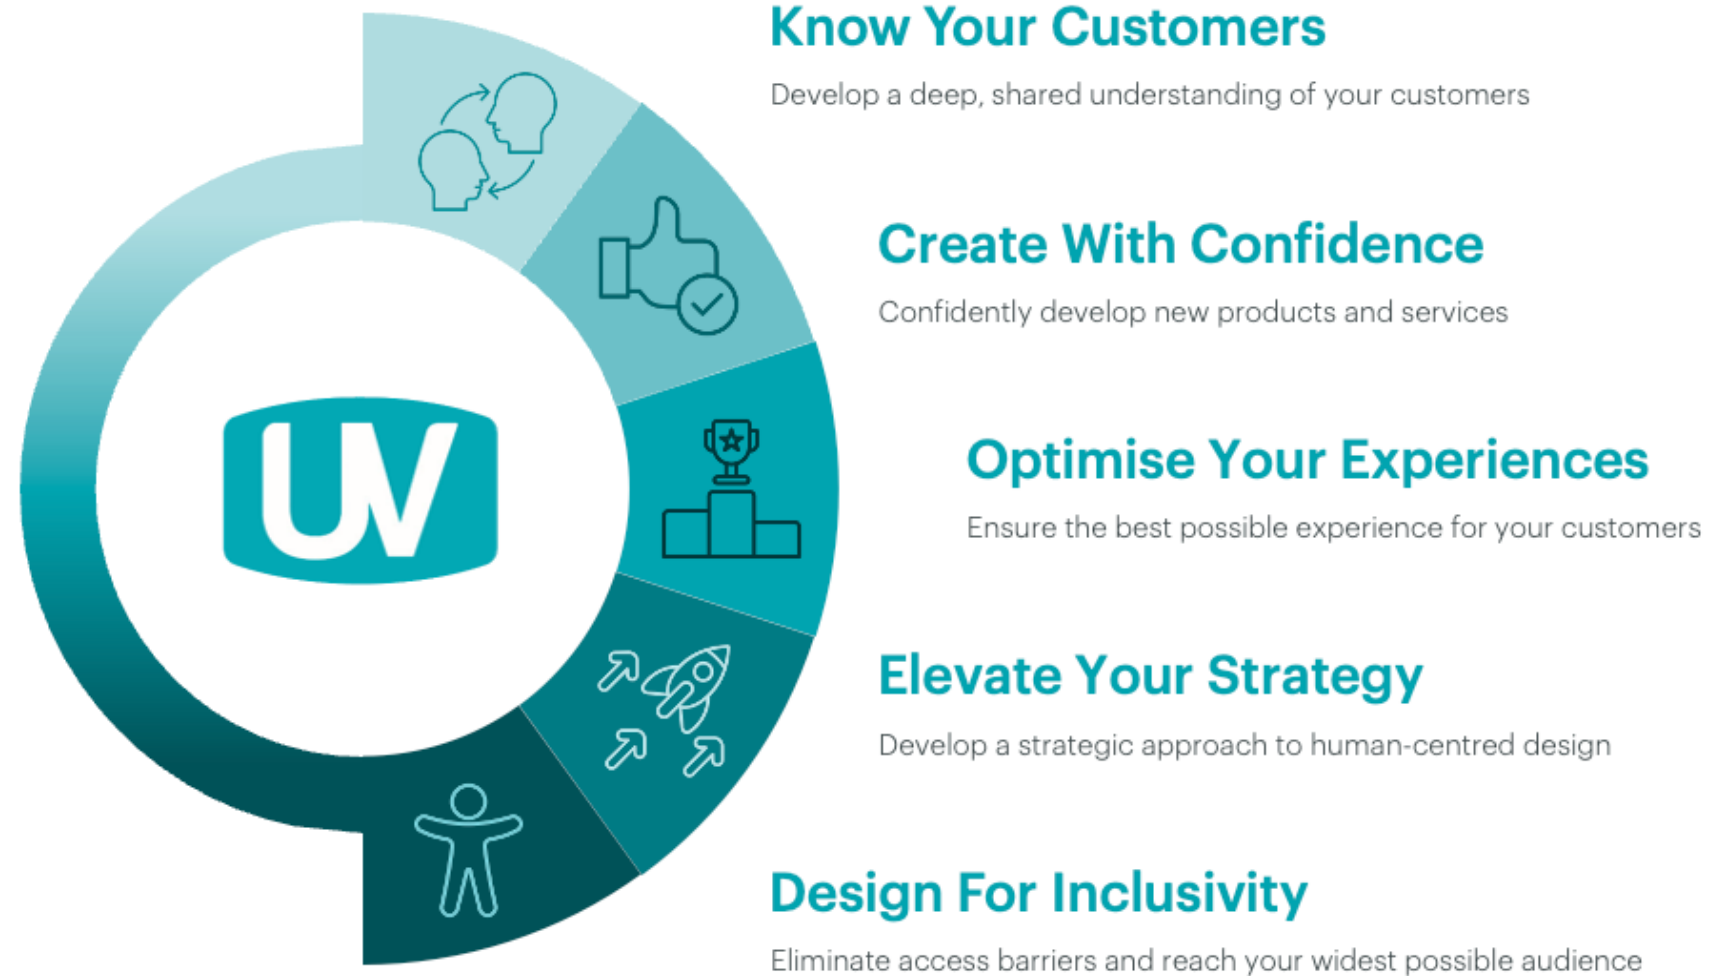 Know Your Customers
Develop a deep, shared understanding of your customers
Create With Confidence
Confidently develop new products and services
UV
Optimise Your Experiences
Ensure the best possible experience for your customers
Elevate Your Strategy
Develop a strategic approach to human-centred design
Design For Inclusivity
Eliminate access barriers and reach your widest possible audience